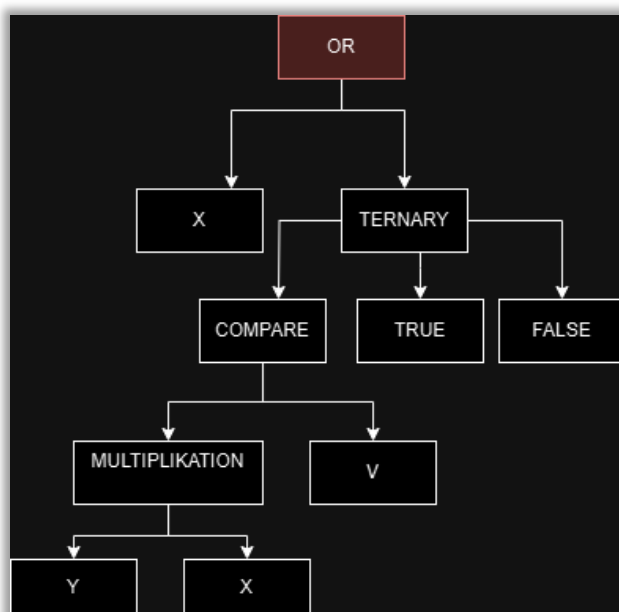 OR
X
TERNARY
COMPARE
TRUE
FALSE
MULTIPLIKATION
V
Y
X